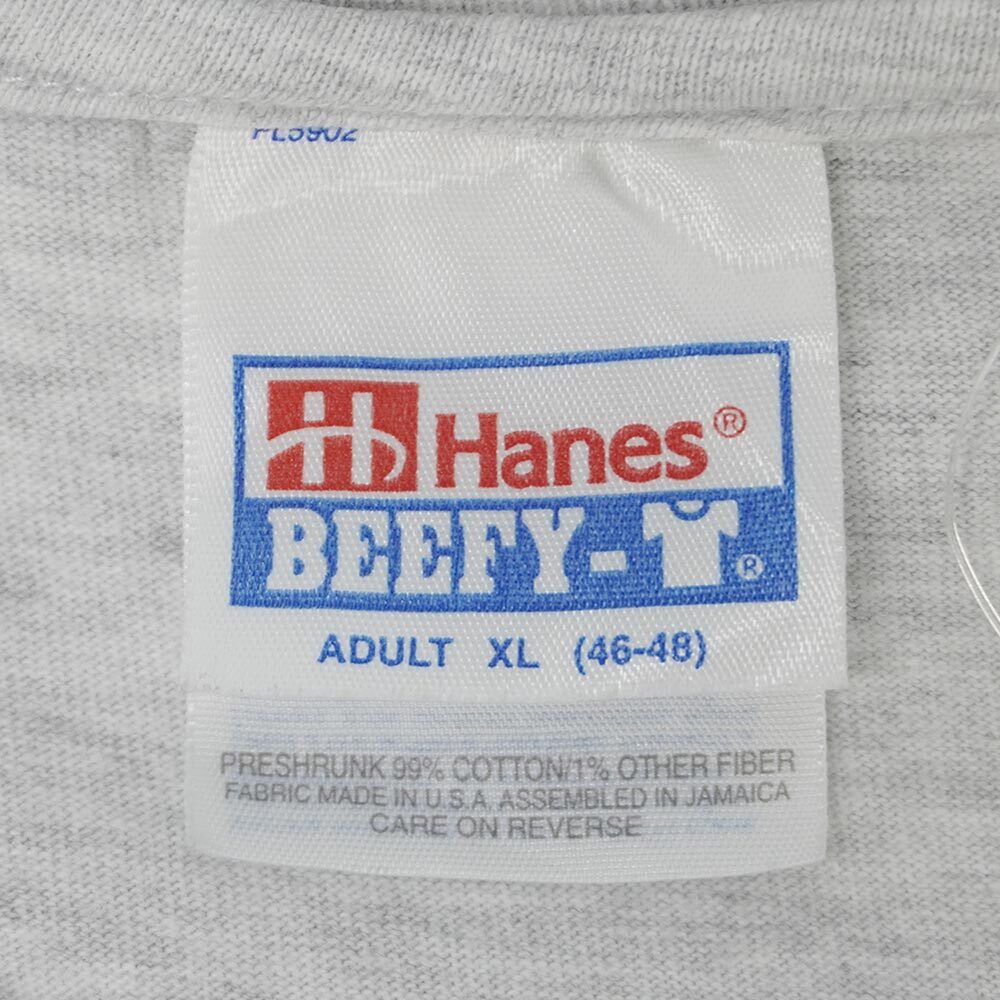 PL5902
H Hanes®
BEEFY-T®
ADULT XL (46-48)
PRESHRUNK 99% COTTON/1% OTHER FIBER
FABRIC MADE IN U.S.A. ASSEMBLED IN JAMAICA
CARE ON REVERSE